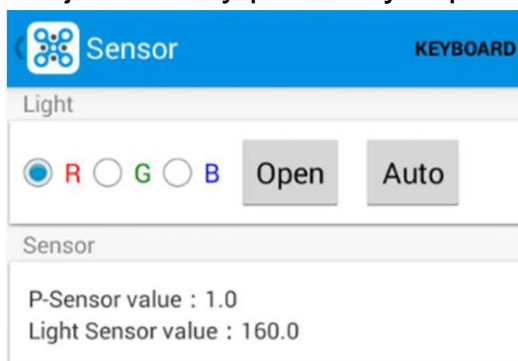 Sensor KEYBOARD
Light
R G B Open Auto
Sensor
P-Sensor value : 1.0
Light Sensor value : 160.0